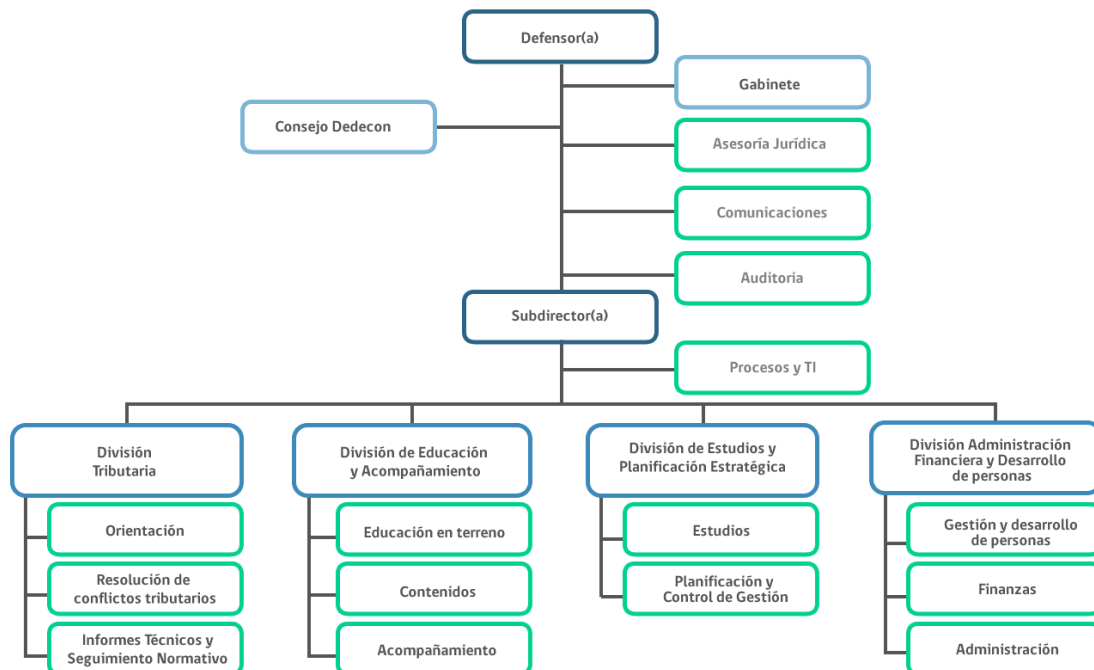 Defensor(a)
Gabinete
Consejo Dedecon
Asesoría Jurídica
Comunicaciones
Auditoria
Subdirector(a)
Procesos y TI
División
Tributaria
División de Educación
y Acompañamiento
División de Estudios y
Planificación Estratégica
División Administración
Financiera y Desarrollo
de personas
Orientación
Resolución de
conflictos tributarios
Informes Técnicos y
Seguimiento Normativo
Educación en terreno
Contenidos
Acompañamiento
Estudios
Planificación y
Control de Gestión
Gestión y desarrollo
de personas
Finanzas
Administración